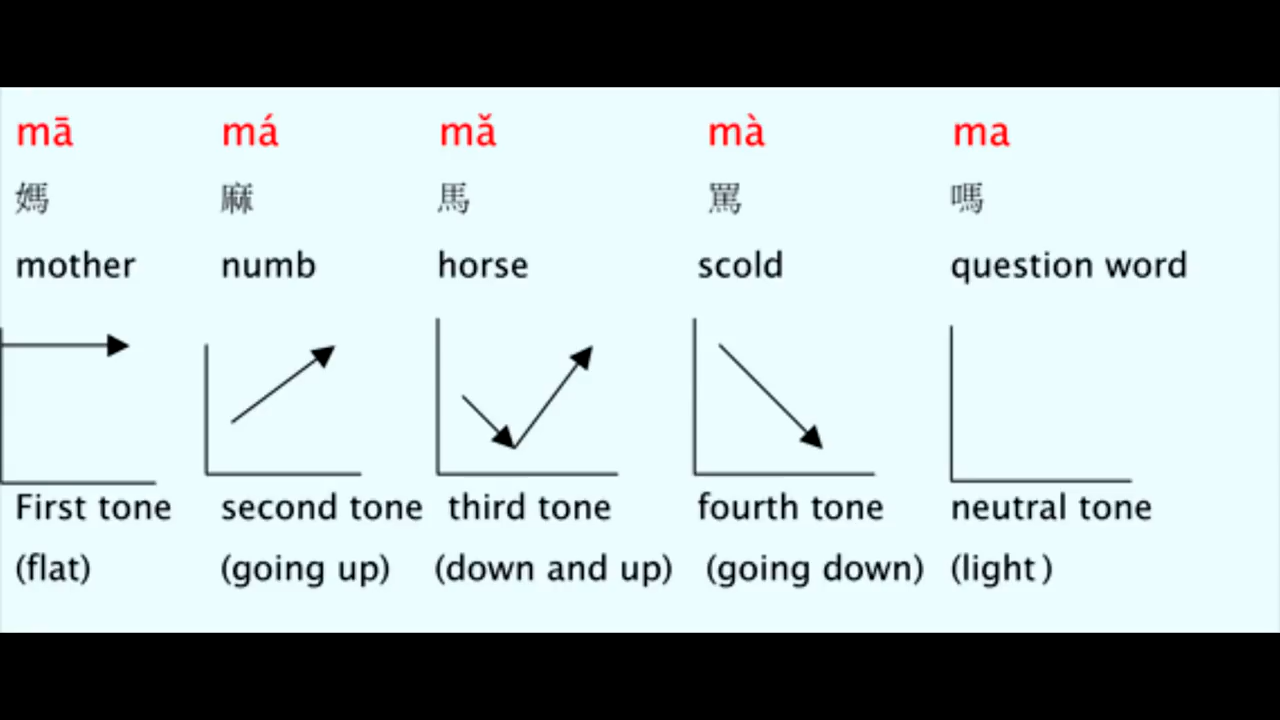 mā má mǎ mà ma
媽 麻 馬 罵 嗎
mother numb horse scold question word
First tone second tone third tone fourth tone neutral tone
(flat) (going up) (down and up) (going down) (light )